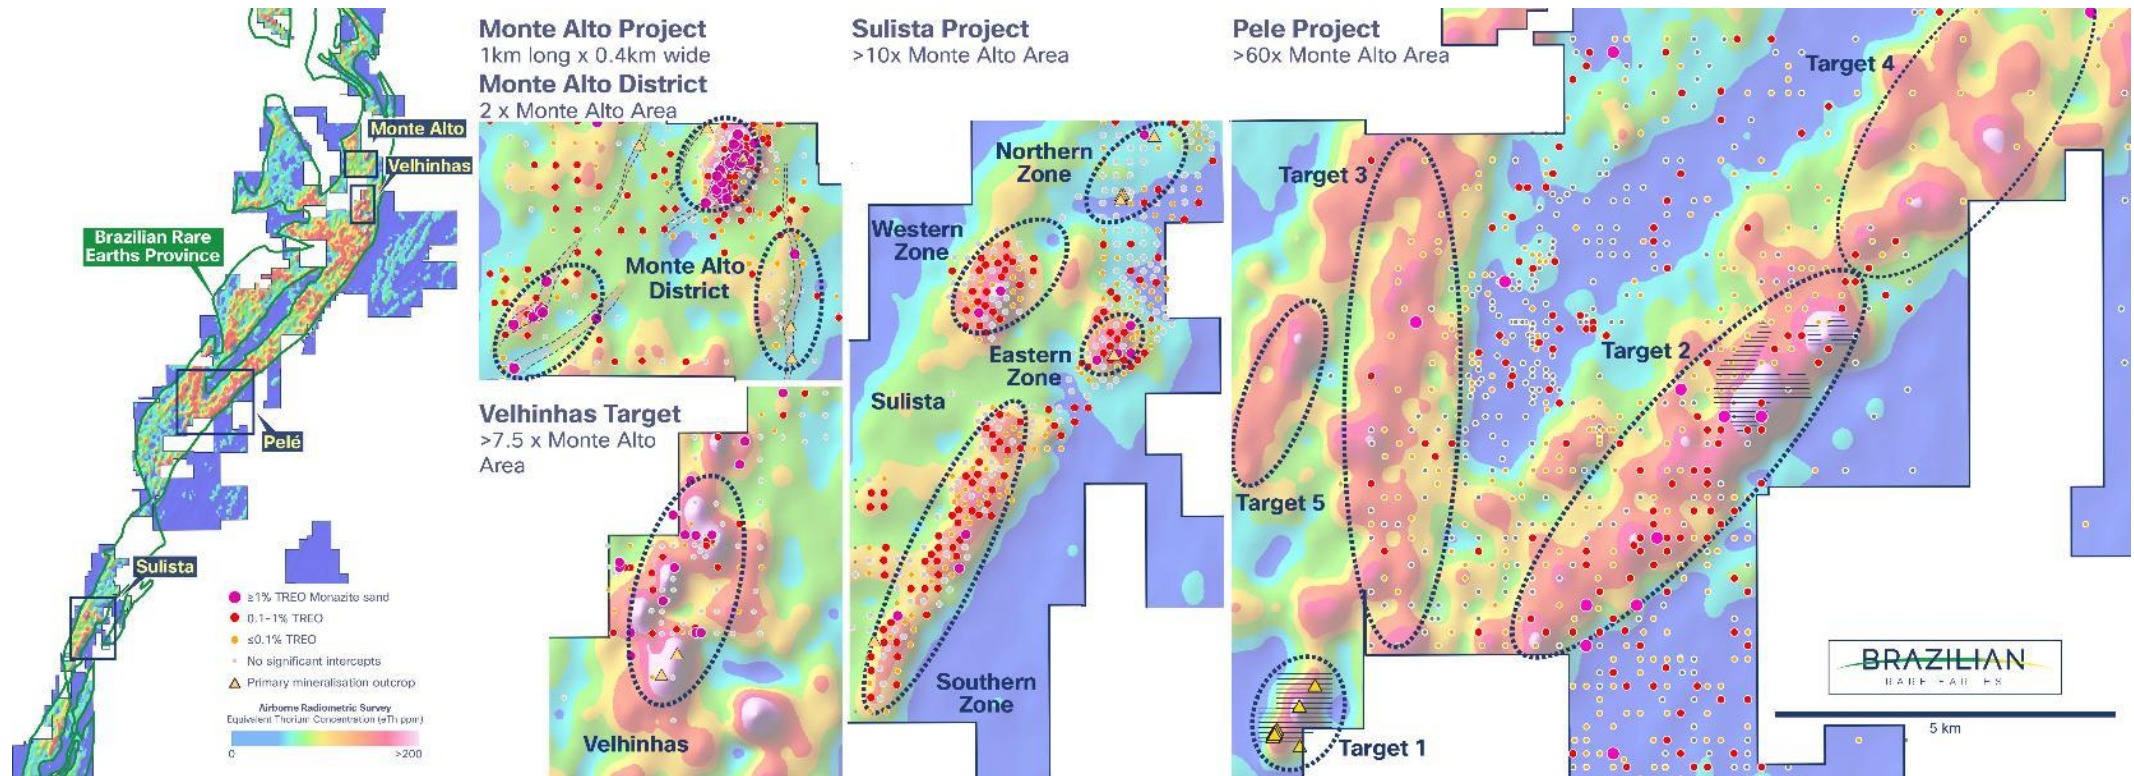 Monte Alto
Velhinhas
Brazilian Rare
Earths Province
Pelé
Sulista
≥1% TREO Monazite sand
0.1-1% TREO
≤0.1% TREO
No significant intercepts
Primary mineralisation outcrop
Airborne Radiometric Survey
Equivalent Thorium Concentration (eTh ppm)
0
>200
Monte Alto Project
1km long x 0.4km wide
Monte Alto District
2 x Monte Alto Area
Monte Alto
District
Velhinhas Target
>7.5 x Monte Alto
Area
Velhinhas
Sulista Project
>10x Monte Alto Area
Northern
Zone
Western
Zone
Eastern
Zone
Sulista
Southern
Zone
Pele Project
>60x Monte Alto Area
Target 4
Target 3
Target 2
Target 5
Target 1
BRAZILIAN
RARE EARTHS
5 km